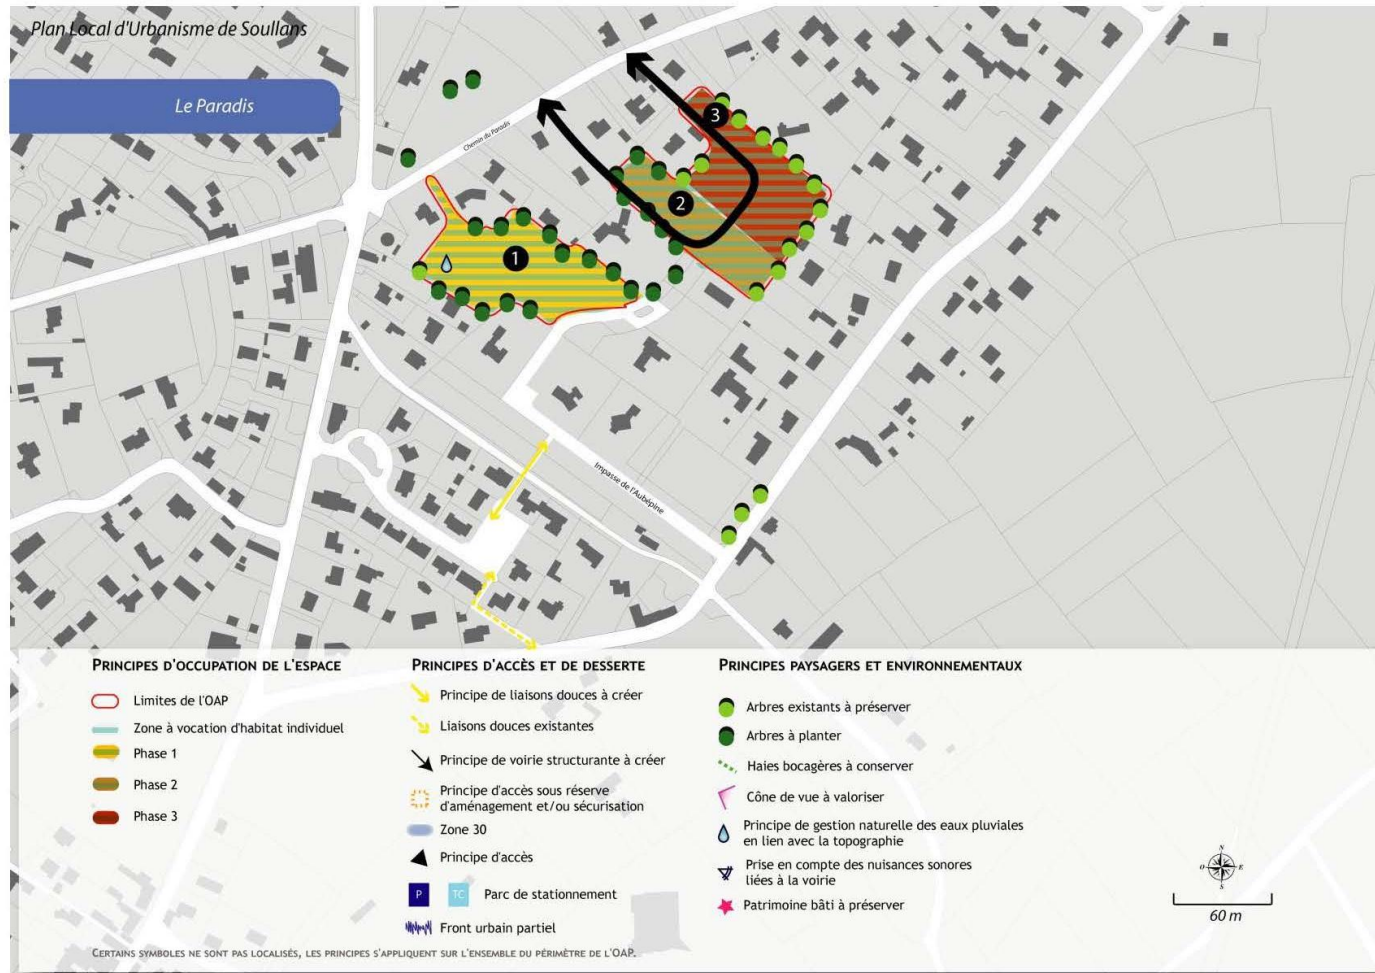 Plan Local d'Urbanisme de Soullans
Le Paradis
Chemin du Paradis
3
2
1
Impasse de l'Aubépine
PRINCIPES D'OCCUPATION DE L'ESPACE
Limites de l'OAP
Zone à vocation d'habitat individuel
Phase 1
Phase 2
Phase 3
PRINCIPES D'ACCÈS ET DE DESSERTE
Principe de liaisons douces à créer
Liaisons douces existantes
Principe de voirie structurante à créer
Principe d'accès sous réserve
d'aménagement et/ou sécurisation
Zone 30
Principe d'accès
P TC Parc de stationnement
Front urbain partiel
PRINCIPES PAYSAGERS ET ENVIRONNEMENTAUX
Arbres existants à préserver
Arbres à planter
Haies bocagères à conserver
Cône de vue à valoriser
Principe de gestion naturelle des eaux pluviales
en lien avec la topographie
Prise en compte des nuisances sonores
liées à la voirie
Patrimoine bâti à préserver
N
O E
S
60 m
CERTAINS SYMBOLES NE SONT PAS LOCALISÉS, LES PRINCIPES S'APPLIQUENT SUR L'ENSEMBLE DU PÉRIMÈTRE DE L'OAP.